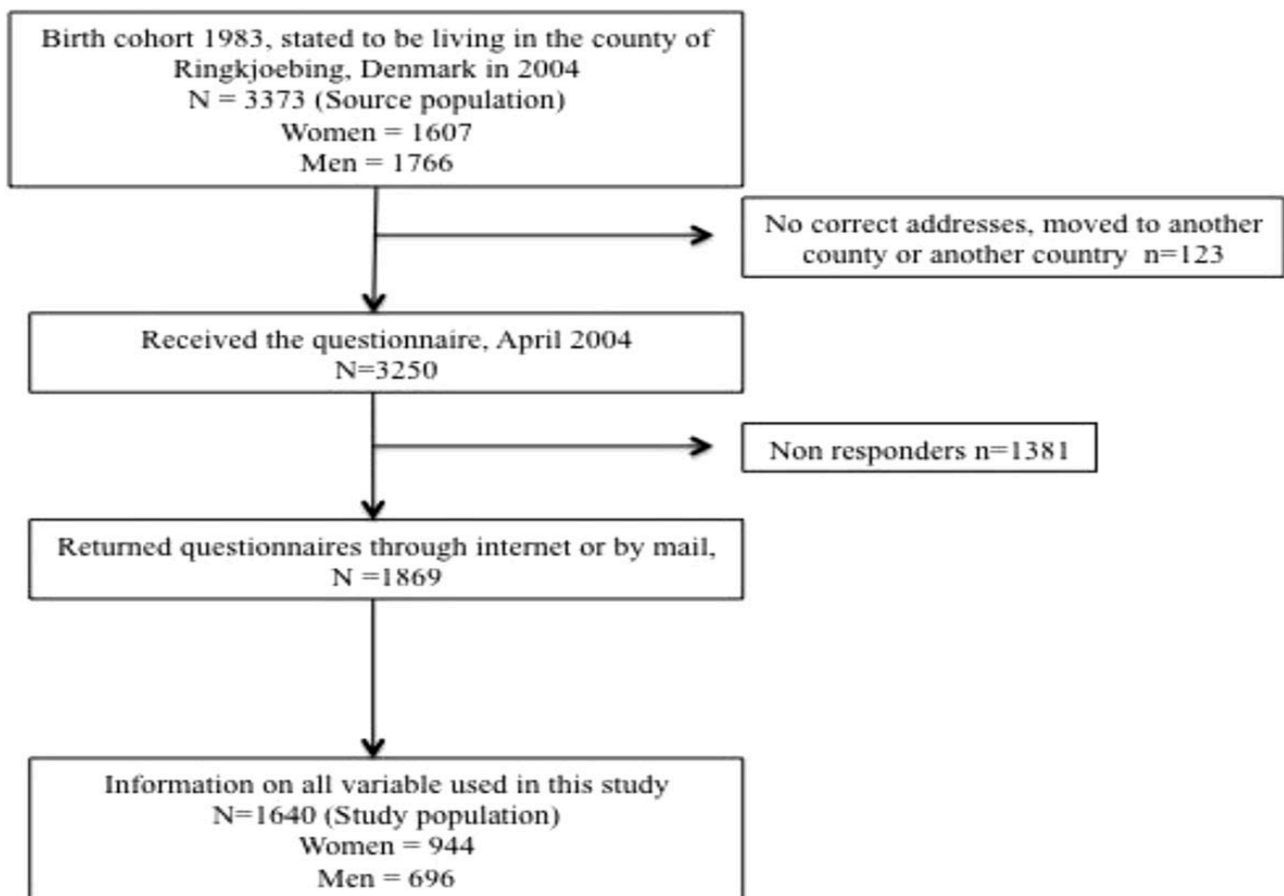 Birth cohort 1983, stated to be living in the county of
Ringkjoebing, Denmark in 2004
N = 3373 (Source population)
Women = 1607
Men = 1766
No correct addresses, moved to another
county or another country n=123
Received the questionnaire, April 2004
N=3250
Non responders n=1381
Returned questionnaires through internet or by mail,
N =1869
Information on all variable used in this study
N=1640 (Study population)
Women = 944
Men = 696